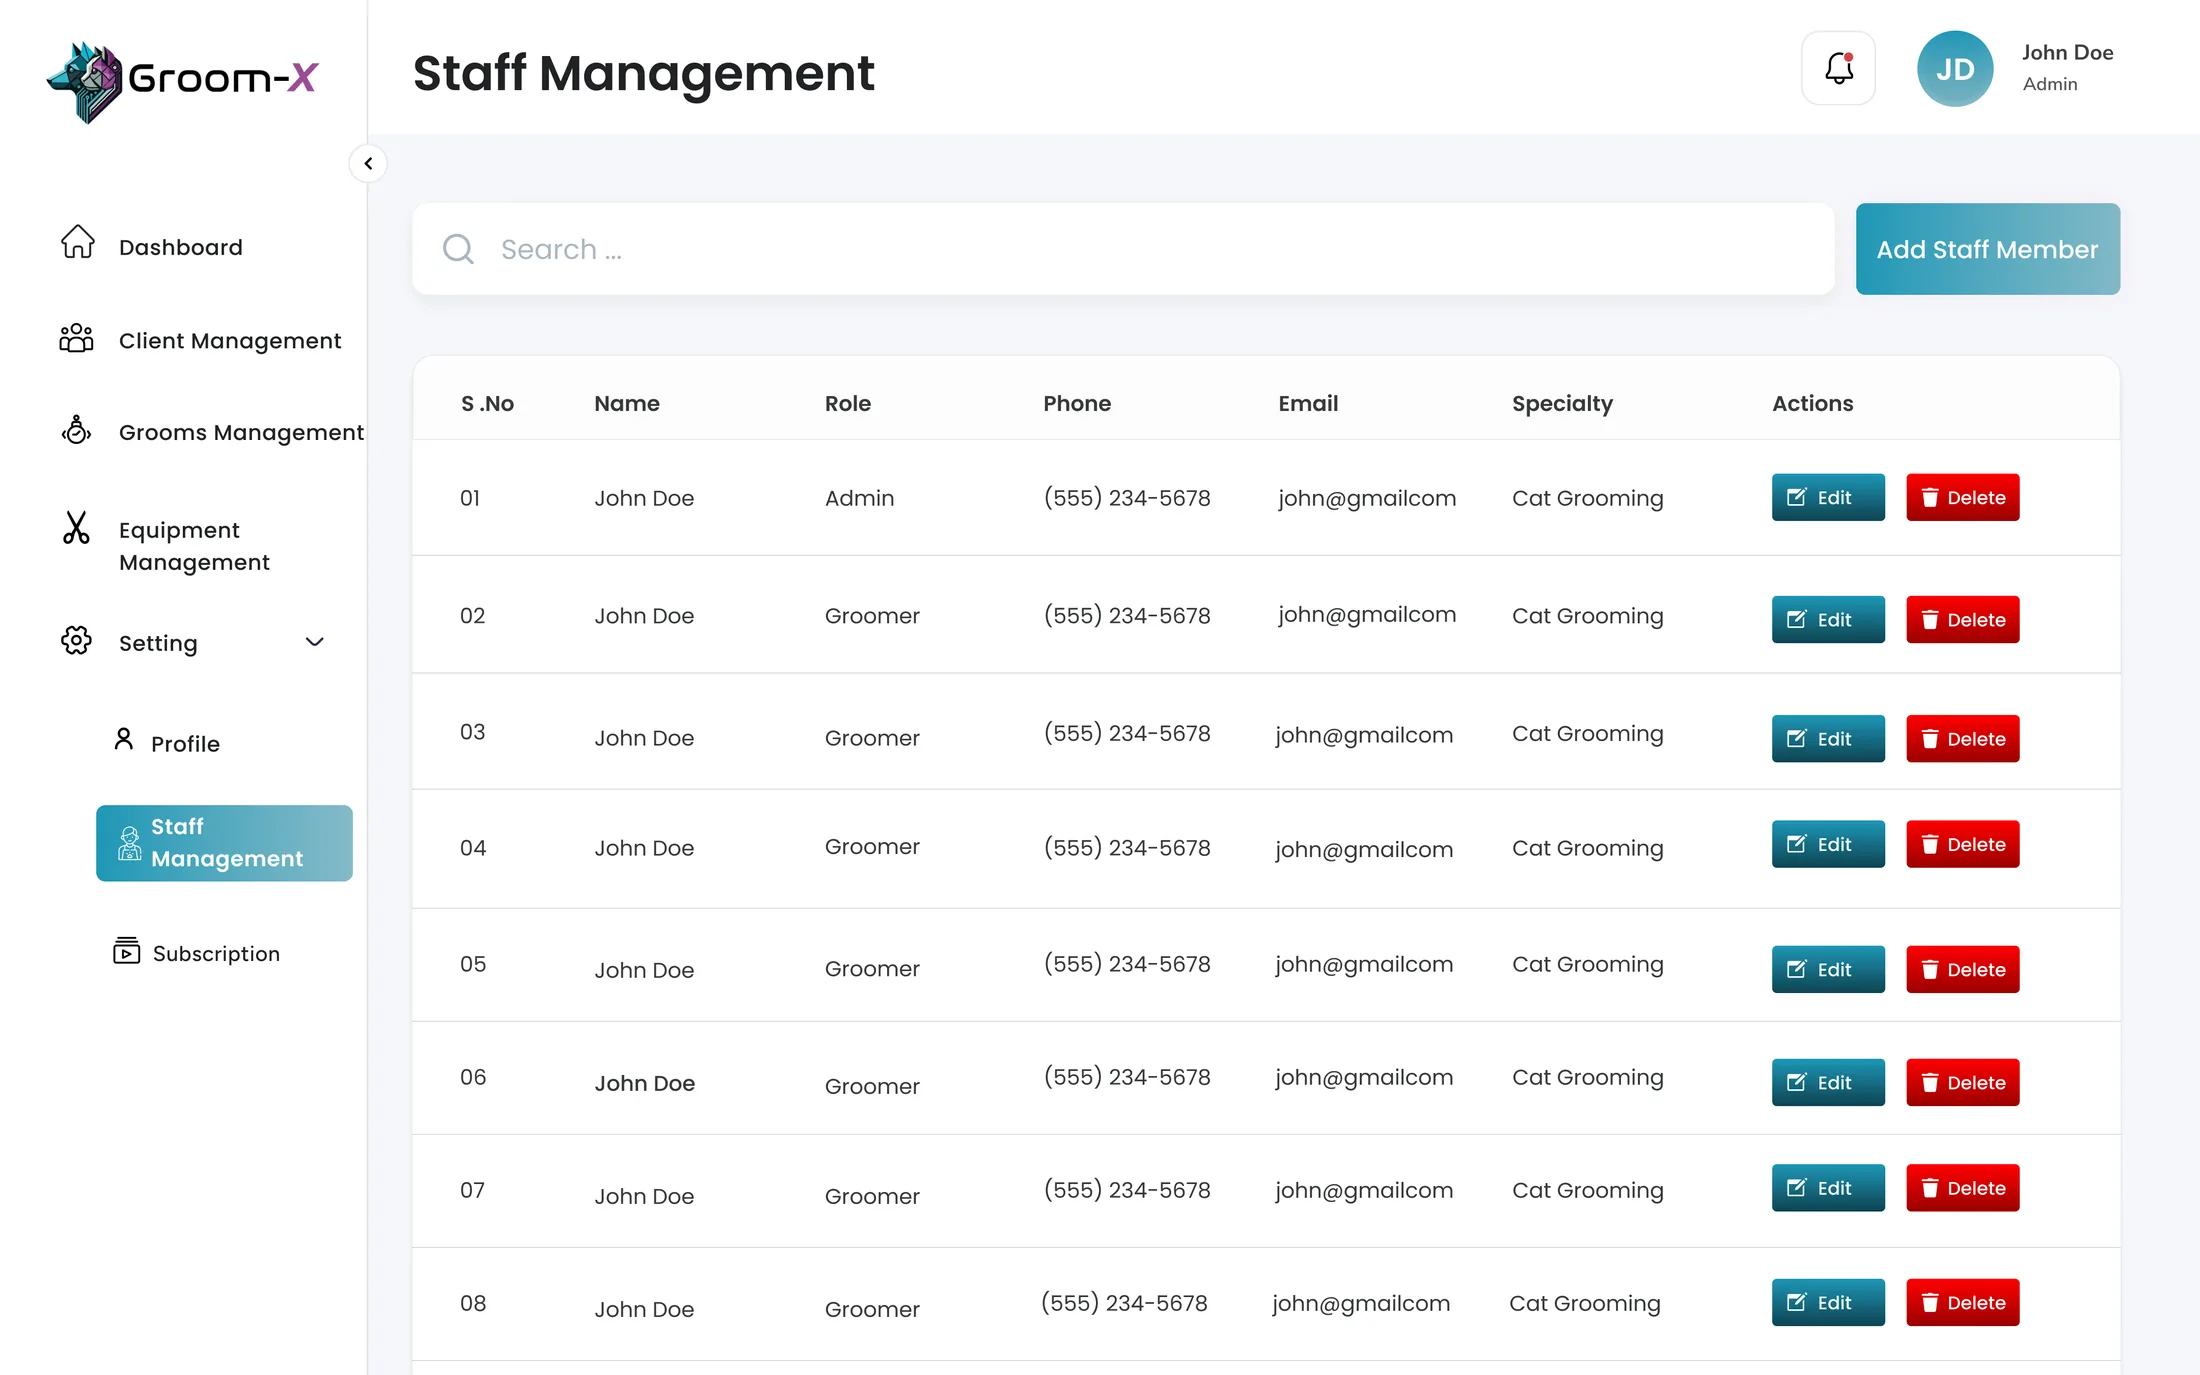 Groom-X
Staff Management
JD
John Doe
Admin
Dashboard
Client Management
Grooms Management
Equipment
Management
Setting
Profile
Staff
Management
Subscription
Search ...
Add Staff Member
S .No Name Role Phone Email Specialty Actions
01 John Doe Admin (555) 234-5678 john@gmailcom Cat Grooming Edit Delete
02 John Doe Groomer (555) 234-5678 john@gmailcom Cat Grooming Edit Delete
03 John Doe Groomer (555) 234-5678 john@gmailcom Cat Grooming Edit Delete
04 John Doe Groomer (555) 234-5678 john@gmailcom Cat Grooming Edit Delete
05 John Doe Groomer (555) 234-5678 john@gmailcom Cat Grooming Edit Delete
06 John Doe Groomer (555) 234-5678 john@gmailcom Cat Grooming Edit Delete
07 John Doe Groomer (555) 234-5678 john@gmailcom Cat Grooming Edit Delete
08 John Doe Groomer (555) 234-5678 john@gmailcom Cat Grooming Edit Delete